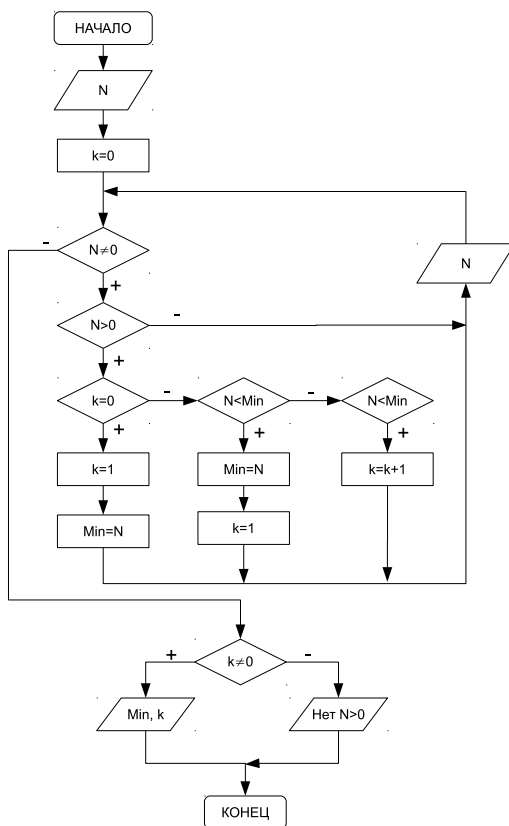 НАЧАЛО
N
k=0
N≠0
-
+
N
N>0
-
+
k=0
-
+
N<Min
-
+
N<Min
+
k=1
Min=N
k=k+1
Min=N
k=1
k≠0
+
-
Min, k
Нет N>0
КОНЕЦ